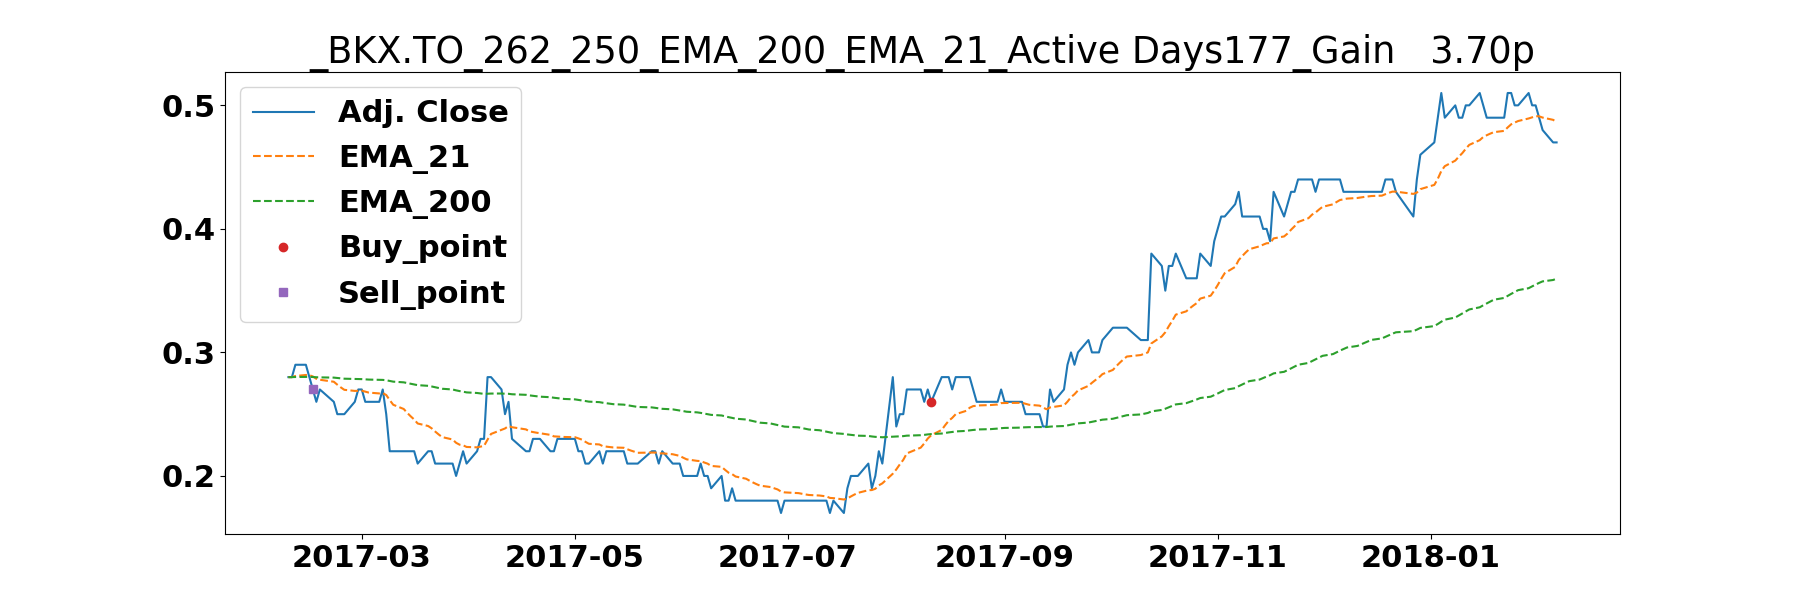 _BKX.TO_262_250_EMA_200_EMA_21_Active Days177_Gain   3.70p
Adj. Close
EMA_21
EMA_200
Buy_point
Sell_point
0.5
0.4
0.3
0.2
2017-03 2017-05 2017-07 2017-09 2017-11 2018-01